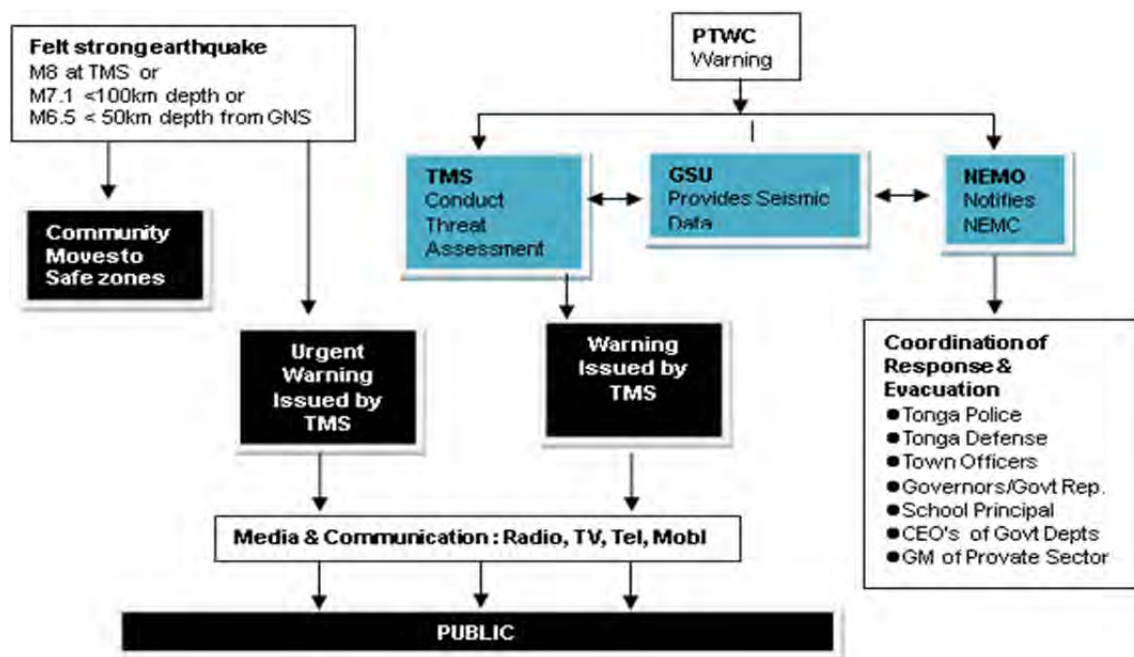 Felt strong earthquake
M8 at TMS or
M7.1 <100km depth or
M6.5 < 50km depth from GNS
PTWC
Warning
TMS
Conduct
Threat
Assessment
GSU
Provides Seismic
Data
NEMO
Notifies
NEMC
Community
Moves to
Safe zones
Urgent
Warning
Issued by
TMS
Warning
Issued by
TMS
Coordination of
Response &
Evacuation
●Tonga Police
●Tonga Defense
●Town Officers
●Governors/Govt Rep.
●School Principal
●CEO's of Govt Depts
●GM of Provate Sector
Media & Communication : Radio, TV, Tel, Mobl
PUBLIC